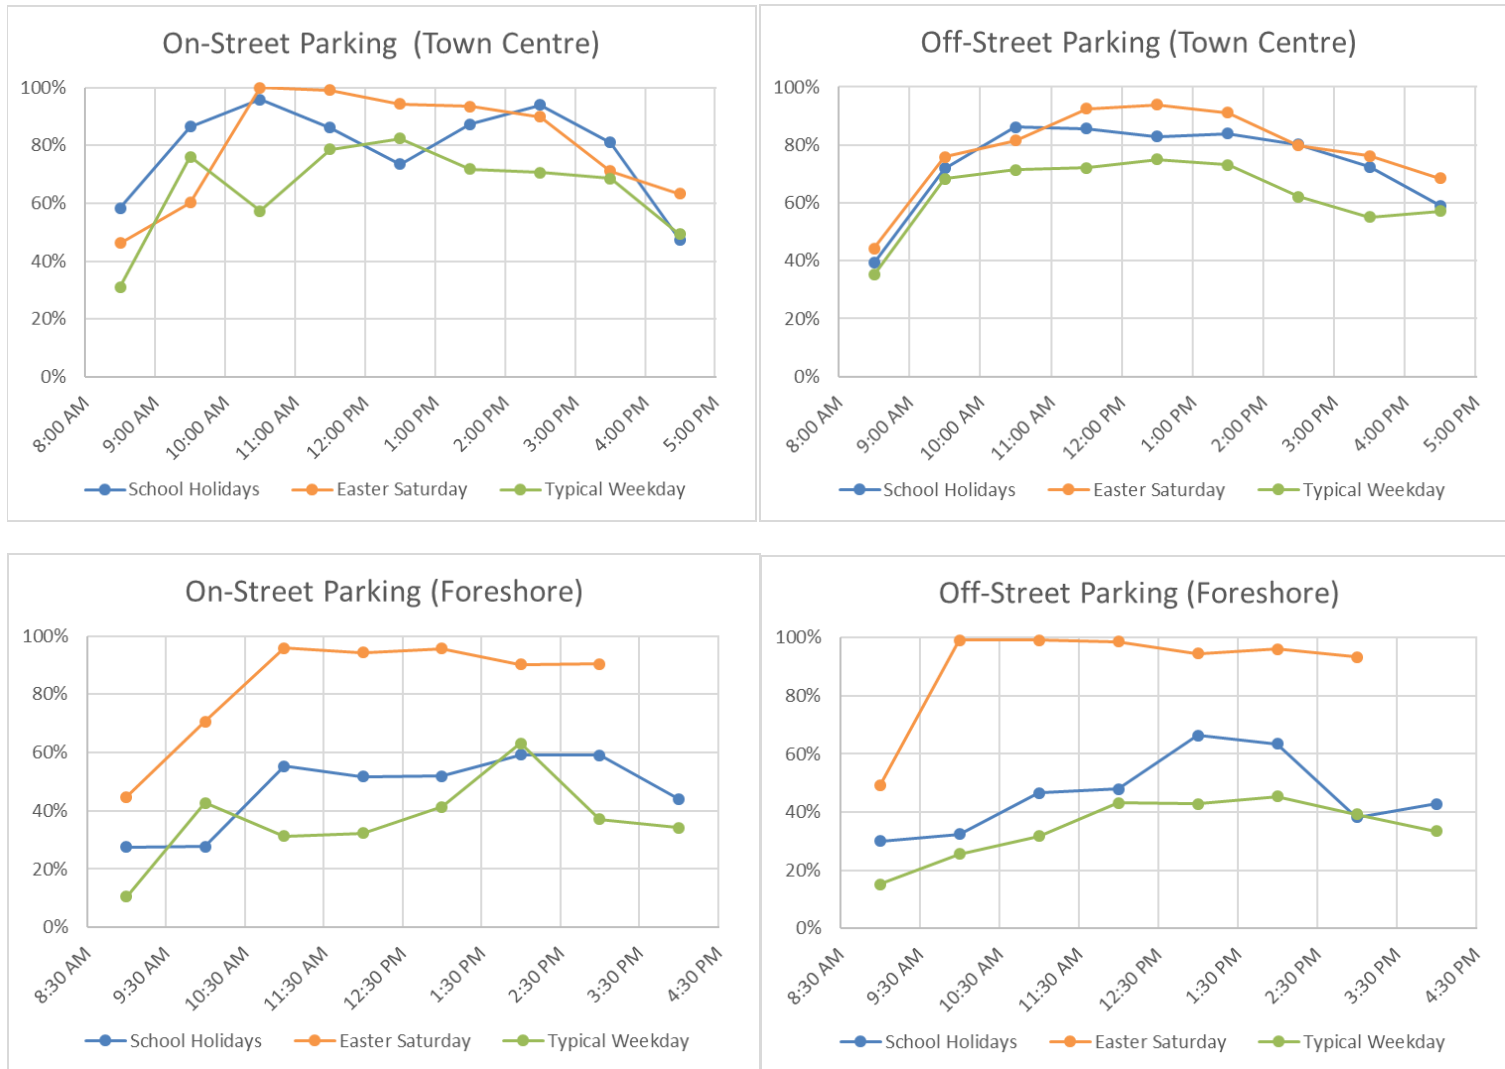 On-Street Parking (Town Centre)
100%
80%
60%
40%
20%
0%
8:00 AM
9:00 AM
10:00 AM
11:00 AM
12:00 PM
1:00 PM
2:00 PM
3:00 PM
4:00 PM
5:00 PM
School Holidays Easter Saturday Typical Weekday
Off-Street Parking (Town Centre)
100%
80%
60%
40%
20%
0%
8:00 AM
9:00 AM
10:00 AM
11:00 AM
12:00 PM
1:00 PM
2:00 PM
3:00 PM
4:00 PM
5:00 PM
School Holidays Easter Saturday Typical Weekday
On-Street Parking (Foreshore)
100%
80%
60%
40%
20%
0%
8:30 AM
9:30 AM
10:30 AM
11:30 AM
12:30 PM
1:30 PM
2:30 PM
3:30 PM
4:30 PM
School Holidays Easter Saturday Typical Weekday
Off-Street Parking (Foreshore)
100%
80%
60%
40%
20%
0%
8:30 AM
9:30 AM
10:30 AM
11:30 AM
12:30 PM
1:30 PM
2:30 PM
3:30 PM
4:30 PM
School Holidays Easter Saturday Typical Weekday